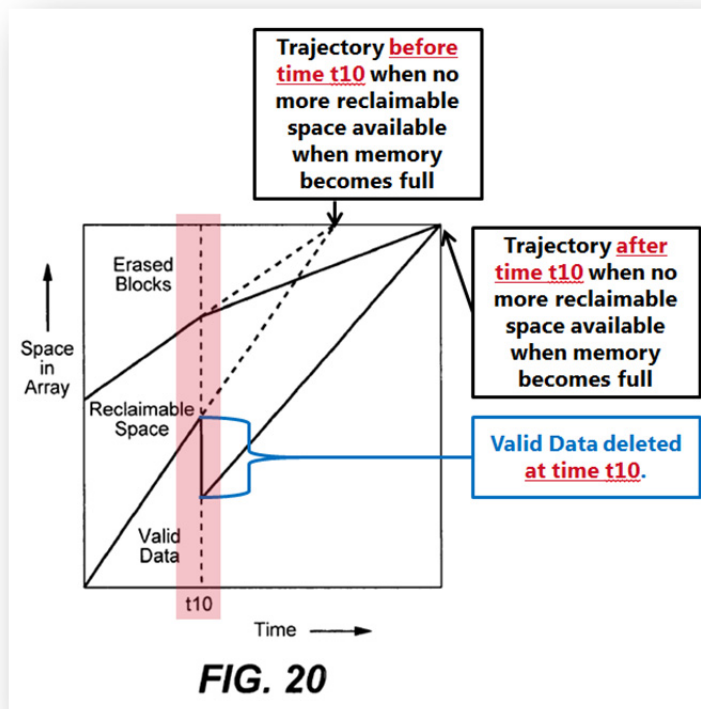 Trajectory before
time t10 when no
more reclaimable
space available
when memory
becomes full
Erased
Blocks
Trajectory after
time t10 when no
more reclaimable
space available
when memory
becomes full
Space
in
Array
Reclaimable
Space
Valid Data deleted
at time t10.
Valid
Data
t10
Time
FIG. 20